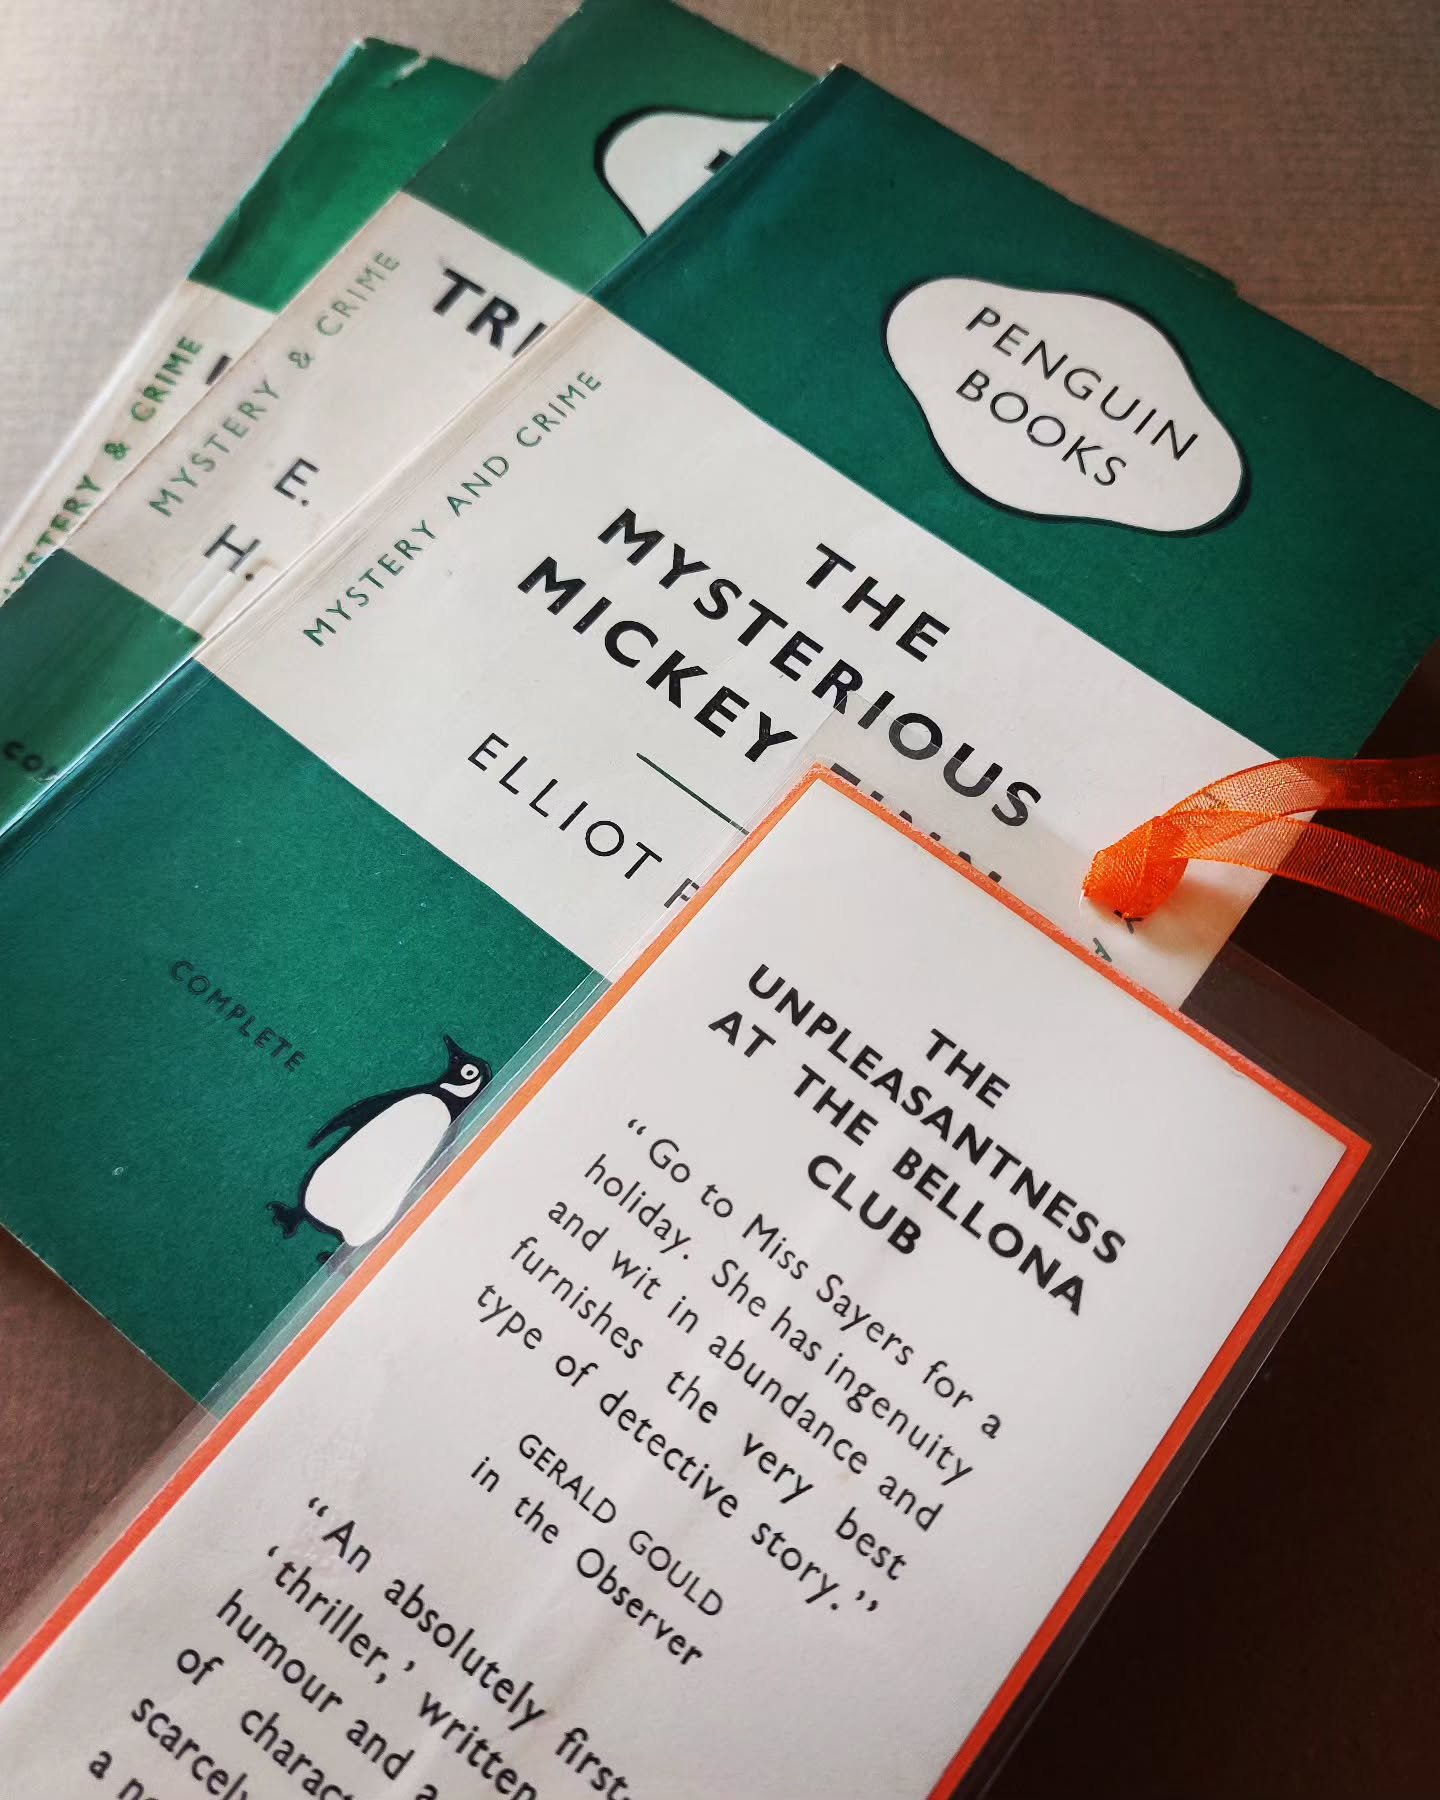 MYSTERY & CRIME
MYSTERY & CRIME
TRI
E.
H.
PENGUIN
BOOKS
MYSTERY AND CRIME
THE
MYSTERIOUS
MICKEY FINN
ELLIOT
COMPLETE
THE
UNPLEASANTNESS
AT THE BELLONA
CLUB
“Go to Miss Sayers for a
holiday. She has ingenuity
and wit in abundance and
furnishes the very best
type of detective story.”
GERALD GOULD
in the Observer
“An absolutely first-
‘thriller,’ written
humour and a
of
scarcely
a